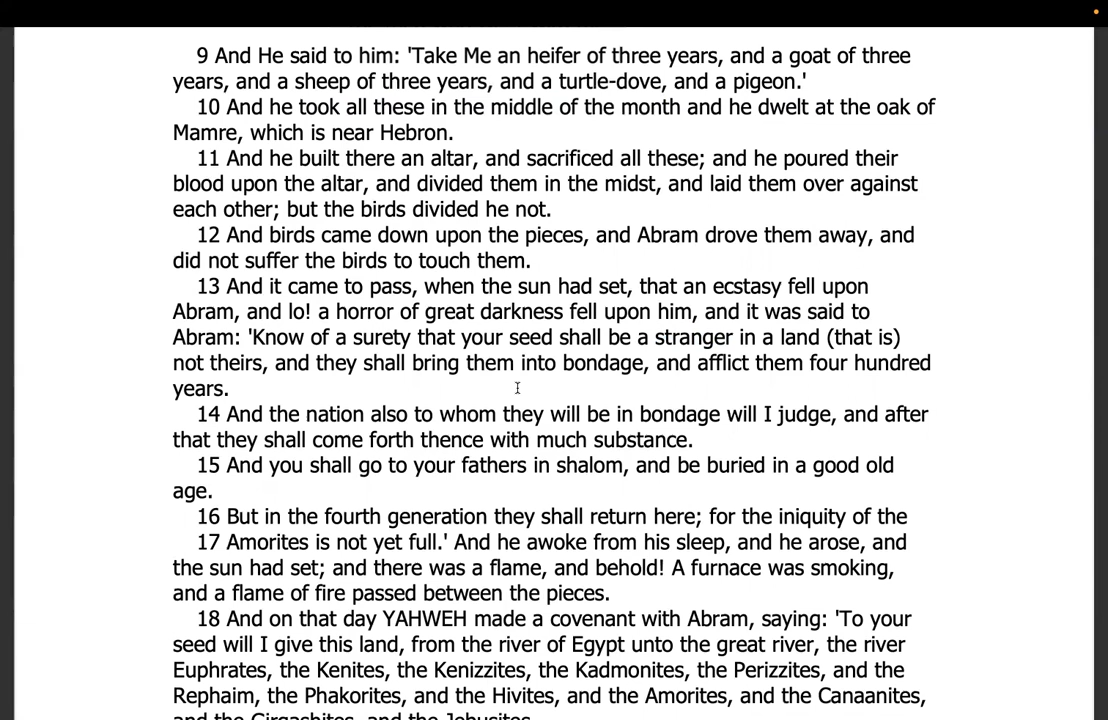 9 And He said to him: 'Take Me an heifer of three years, and a goat of three
years, and a sheep of three years, and a turtle-dove, and a pigeon.'
10 And he took all these in the middle of the month and he dwelt at the oak of
Mamre, which is near Hebron.
11 And he built there an altar, and sacrificed all these; and he poured their
blood upon the altar, and divided them in the midst, and laid them over against
each other; but the birds divided he not.
12 And birds came down upon the pieces, and Abram drove them away, and
did not suffer the birds to touch them.
13 And it came to pass, when the sun had set, that an ecstasy fell upon
Abram, and lo! a horror of great darkness fell upon him, and it was said to
Abram: 'Know of a surety that your seed shall be a stranger in a land (that is)
not theirs, and they shall bring them into bondage, and afflict them four hundred
years.
14 And the nation also to whom they will be in bondage will I judge, and after
that they shall come forth thence with much substance.
15 And you shall go to your fathers in shalom, and be buried in a good old
age.
16 But in the fourth generation they shall return here; for the iniquity of the
17 Amorites is not yet full.' And he awoke from his sleep, and he arose, and
the sun had set; and there was a flame, and behold! A furnace was smoking,
and a flame of fire passed between the pieces.
18 And on that day YAHWEH made a covenant with Abram, saying: 'To your
seed will I give this land, from the river of Egypt unto the great river, the river
Euphrates, the Kenites, the Kenizzites, the Kadmonites, the Perizzites, and the
Rephaim, the Phakorites, and the Hivites, and the Amorites, and the Canaanites,
and the Girgashites, and the Jebusites.